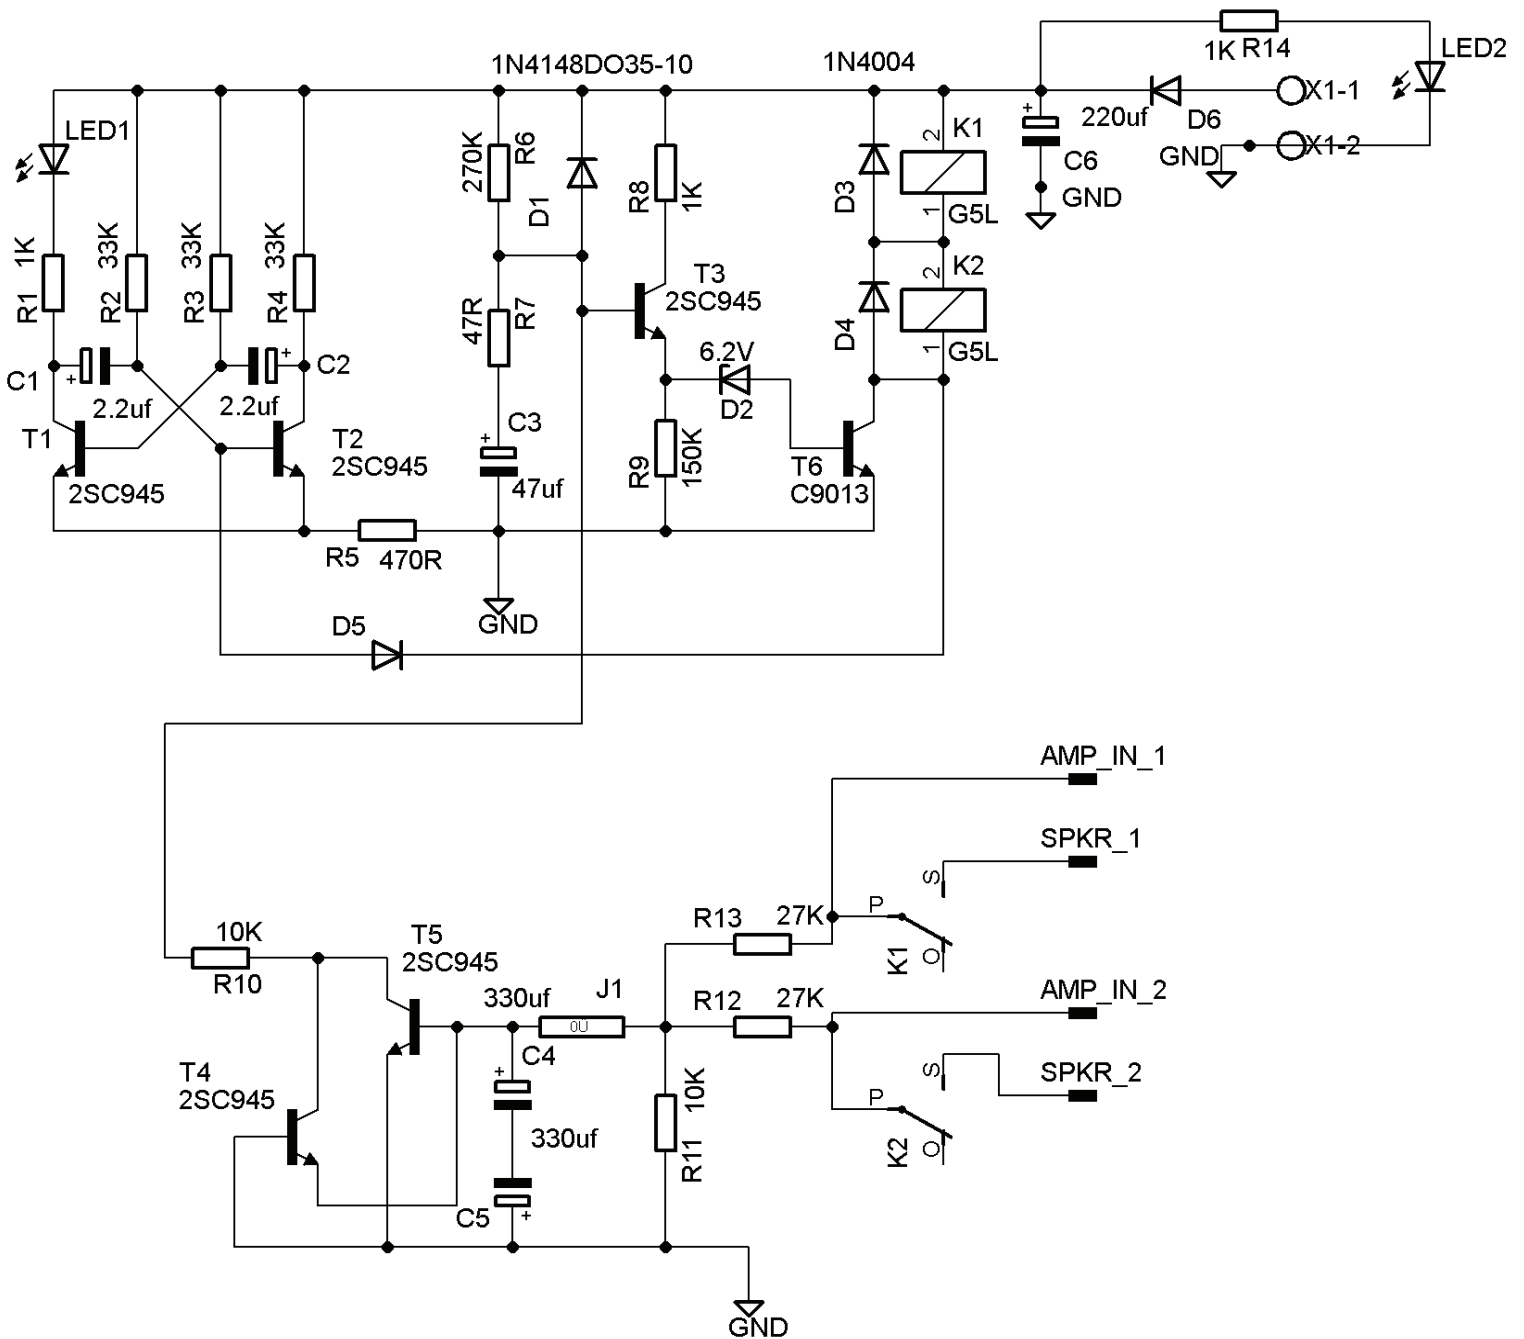 1N4148DO35-10
1N4004
1K R14
LED2
X1-1
220uf
D6
X1-2
GND
LED1
270K
R6
D1
R8
1K
D3
2
K1
1
G5L
+
C6
GND
1K
33K
33K
33K
R1
R2
R3
R4
47R
R7
T3
2SC945
D4
2
K2
1
G5L
C1
+
2.2uf
+
C2
2.2uf
6.2V
D2
T1
2SC945
T2
2SC945
C3
+
47uf
R9
150K
T6
C9013
R5
470R
GND
D5
AMP_IN_1
SPKR_1
10K
R10
T5
2SC945
R13
27K
P
S
O
K1
330uf
J1
0Ü
R12
27K
AMP_IN_2
C4
+
T4
2SC945
10K
R11
330uf
S
P
O
K2
SPKR_2
C5
+
GND